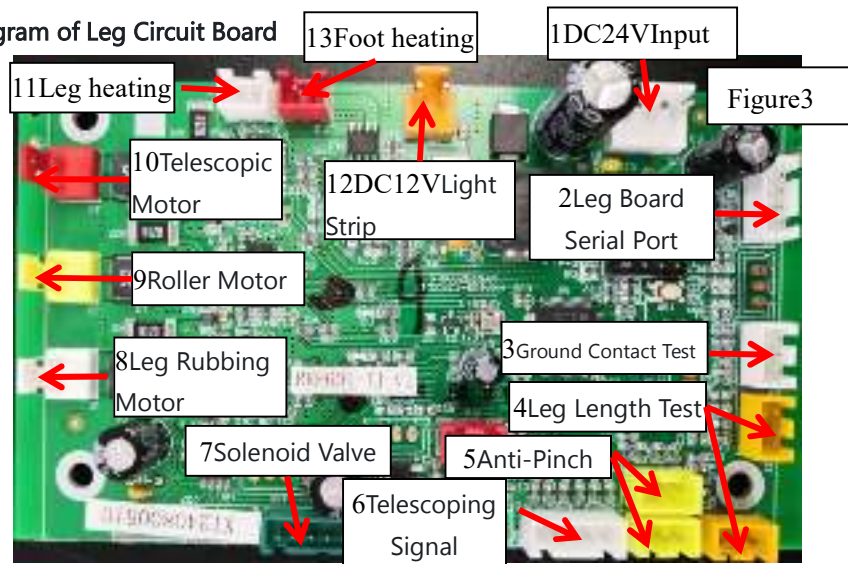 gram of Leg Circuit Board
13Foot heating
1DC24VInput
11Leg heating
Figure3
10Telescopic
Motor
12DC12VLight
Strip
2Leg Board
Serial Port
9Roller Motor
3Ground Contact Test
8Leg Rubbing
Motor
4Leg Length Test
7Solenoid Valve
5Anti-Pinch
6Telescoping
Signal